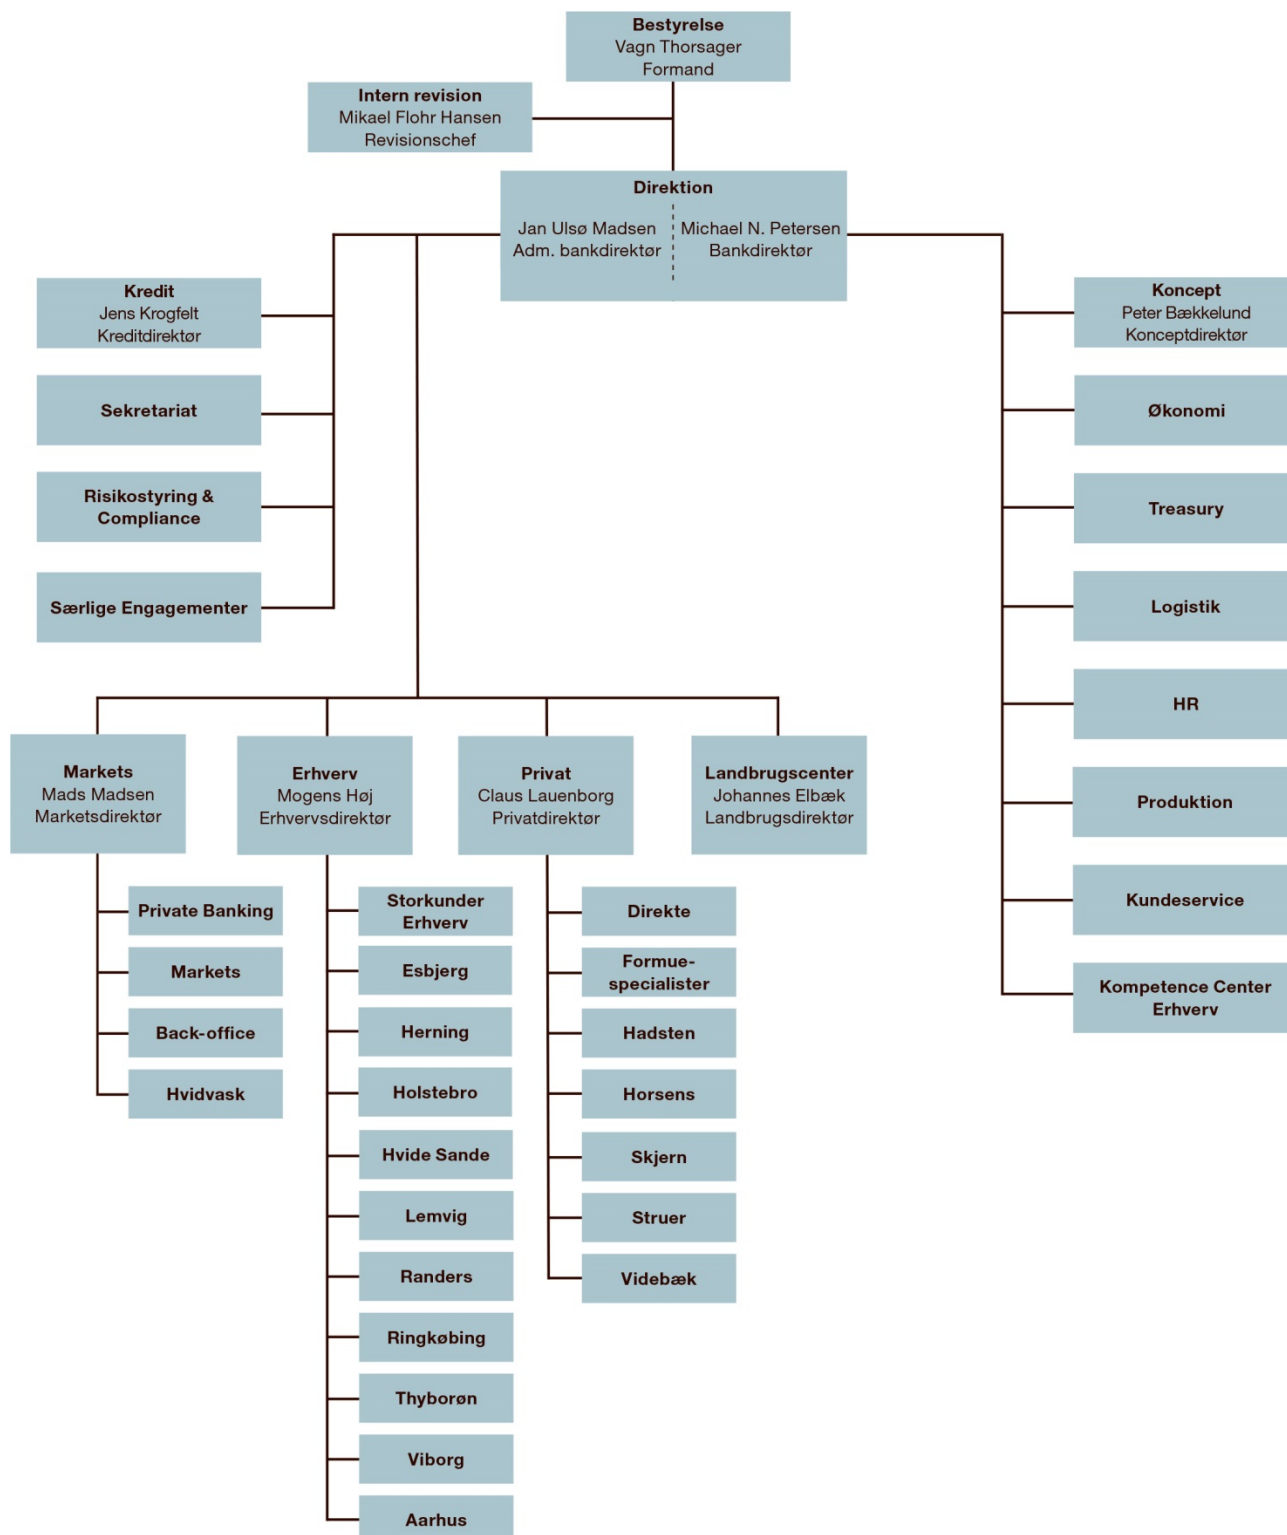 Bestyrelse
Vagn Thorsager
Formand
Intern revision
Mikael Flohr Hansen
Revisionschef
Direktion
Jan Ulsø Madsen
Adm. bankdirektør
Michael N. Petersen
Bankdirektør
Kredit
Jens Krogfelt
Kreditdirektør
Sekretariat
Risikostyring &
Compliance
Særlige Engagementer
Koncept
Peter Bækkelund
Konceptdirektør
Økonomi
Treasury
Logistik
HR
Produktion
Kundeservice
Kompetence Center
Erhverv
Markets
Mads Madsen
Marketsdirektør
Private Banking
Markets
Back-office
Hvidvask
Erhverv
Mogens Høj
Erhvervsdirektør
Storkunder
Erhverv
Esbjerg
Herning
Holstebro
Hvide Sande
Lemvig
Randers
Ringkøbing
Thyborøn
Viborg
Aarhus
Privat
Claus Lauenborg
Privatdirektør
Direkte
Formue-
specialister
Hadsten
Horsens
Skjern
Struer
Videbæk
Landbrugscenter
Johannes Elbæk
Landbrugsdirektør